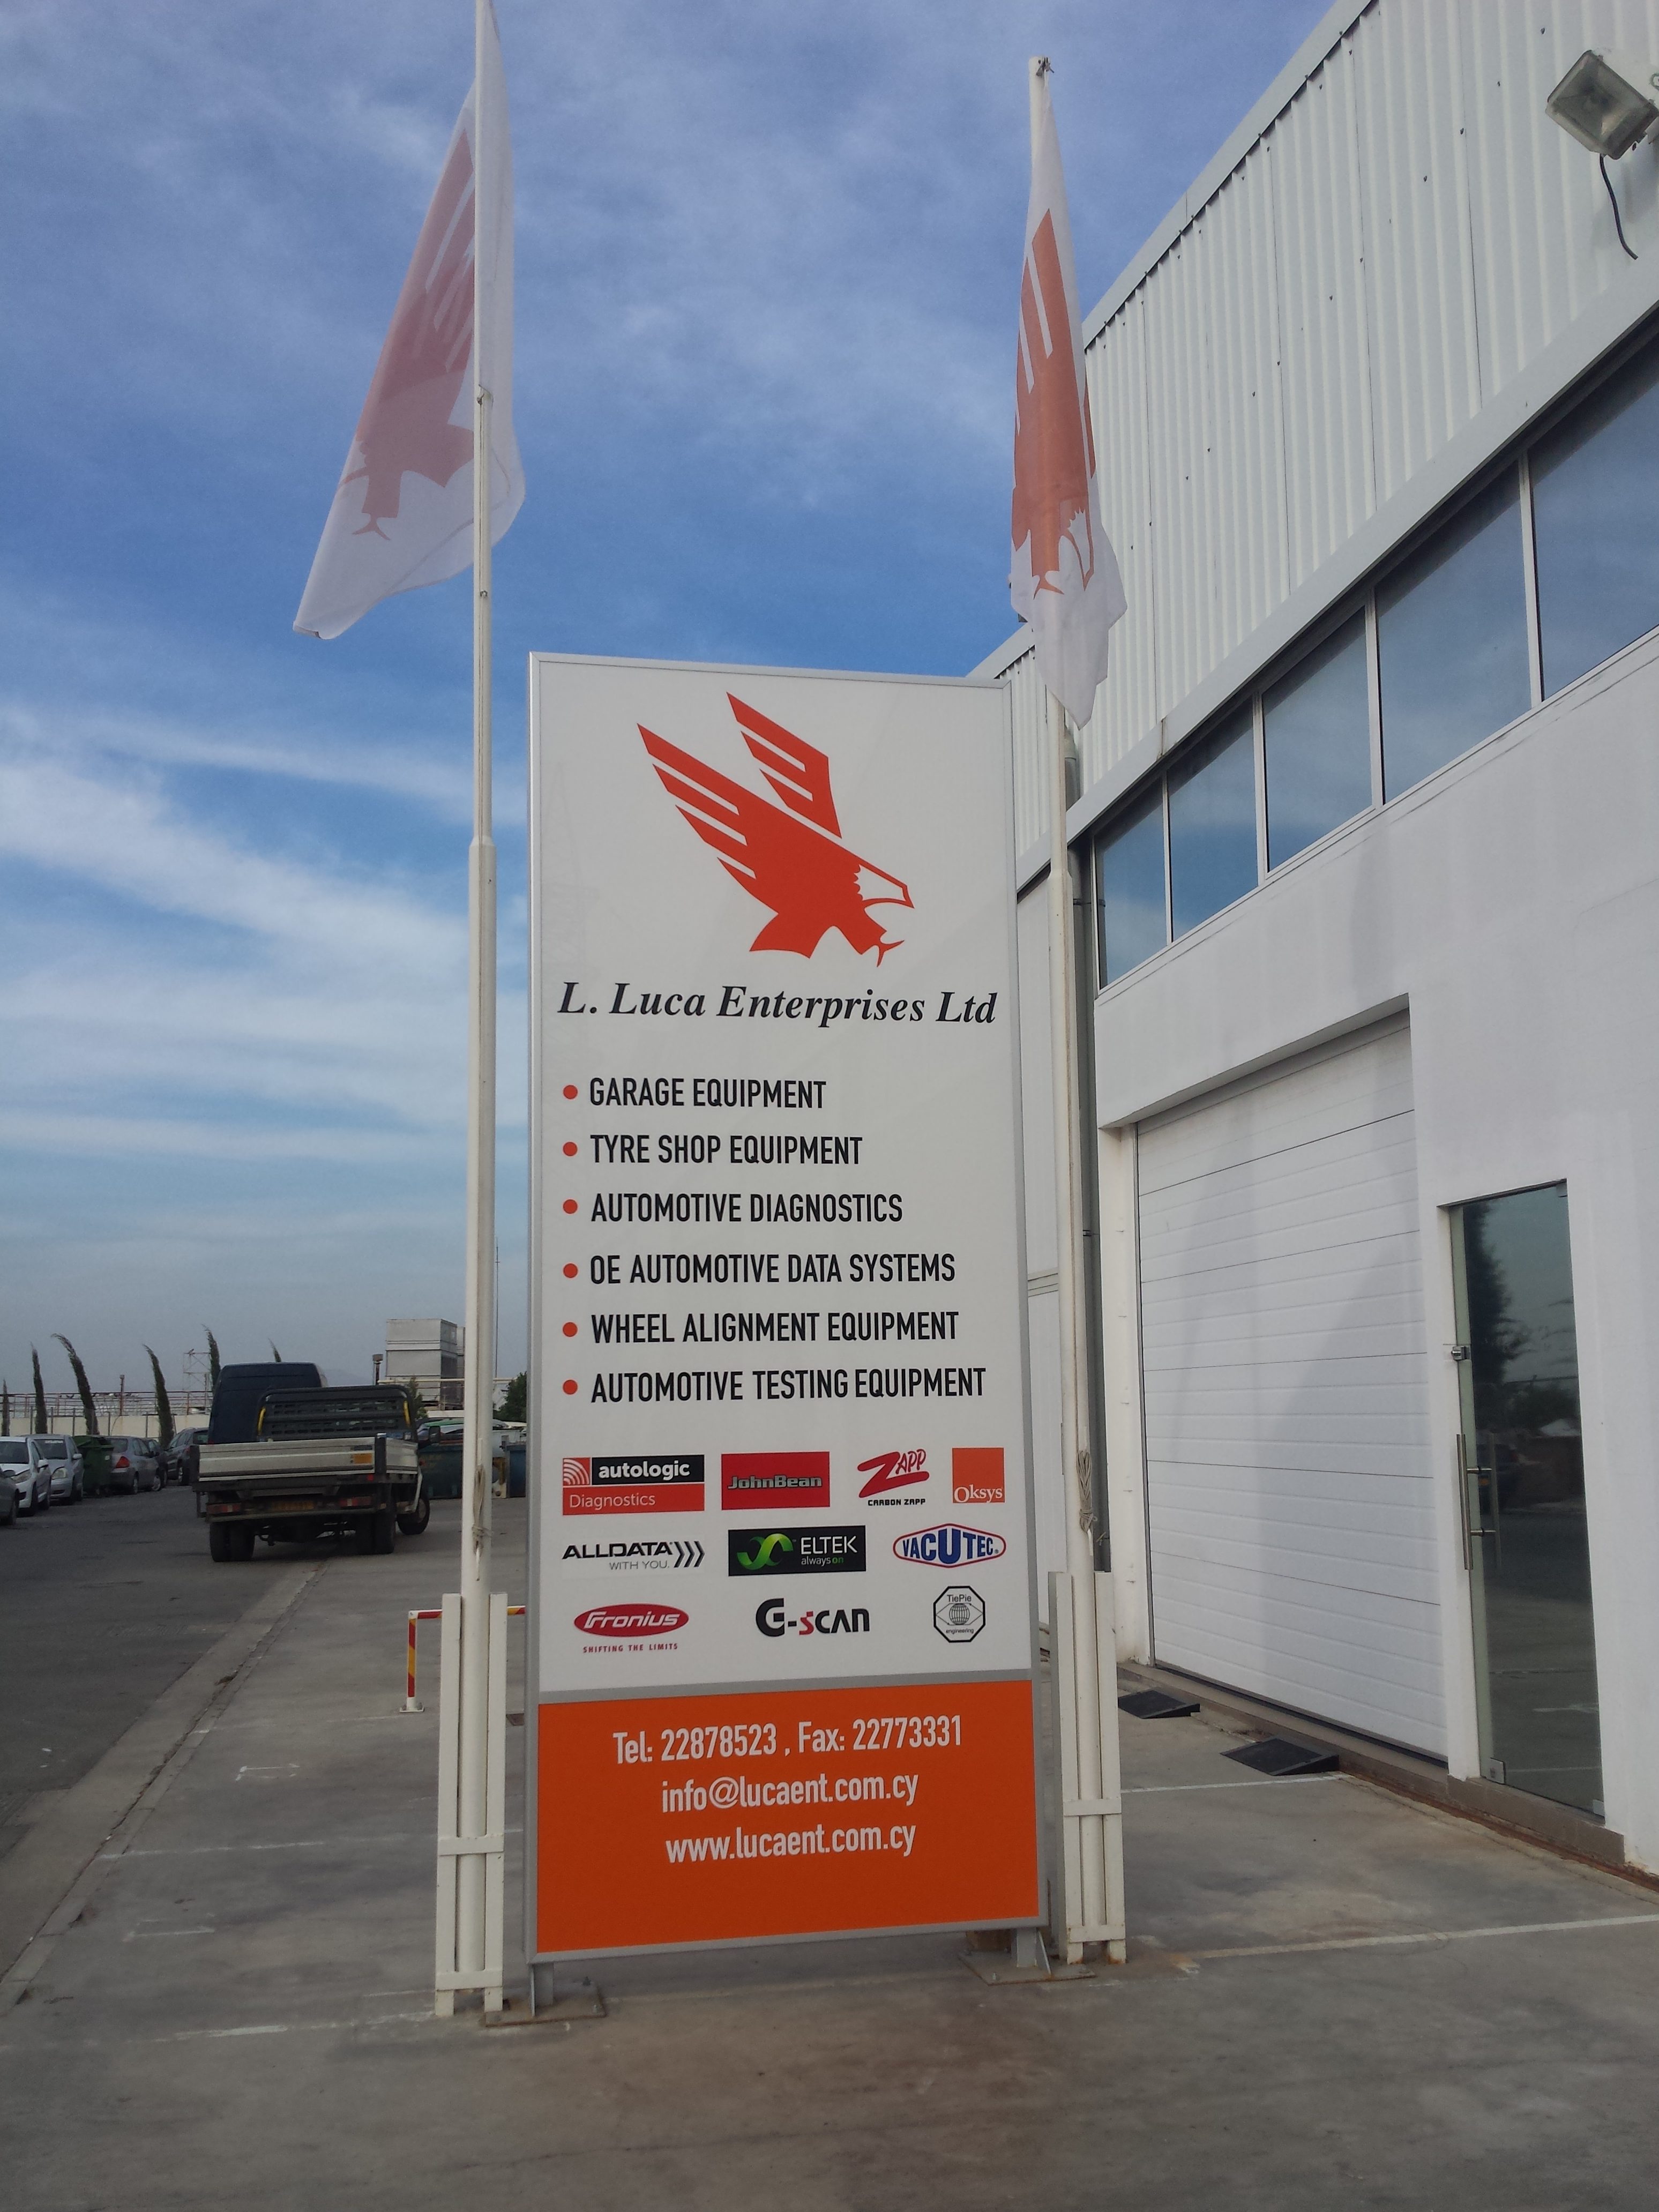 L. Luca Enterprises Ltd
GARAGE EQUIPMENT
TYRE SHOP EQUIPMENT
AUTOMOTIVE DIAGNOSTICS
OE AUTOMOTIVE DATA SYSTEMS
WHEEL ALIGNMENT EQUIPMENT
AUTOMOTIVE TESTING EQUIPMENT
autologic
Diagnostics
JohnBean
ZAPP
CARBON ZAPP
Oksys
ALLDATA
WITH YOU.
ELTEK
always on
VACUTEC
Fronius
SHIFTING THE LIMITS
G-scan
TiePie
engineering
Tel: 22878523 , Fax: 22773331
info@lucaent.com.cy
www.lucaent.com.cy